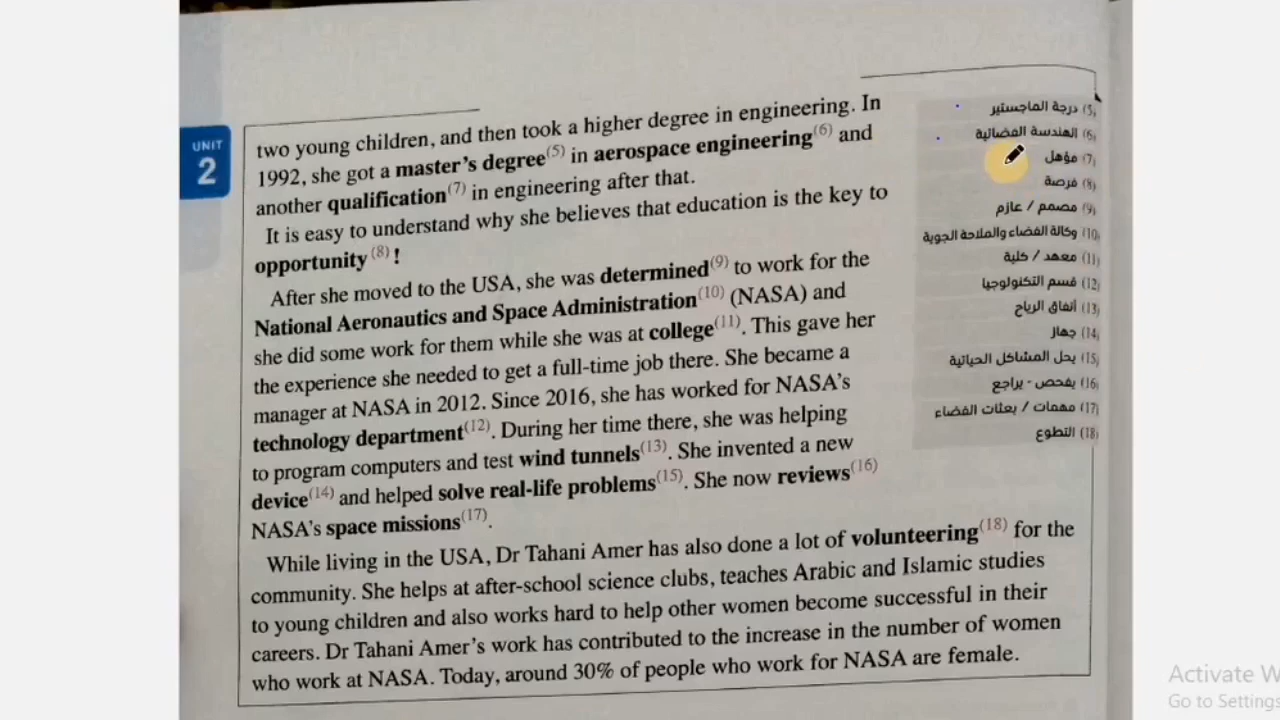 UNIT
2
two young children, and then took a higher degree in engineering. In
1992, she got a master's degree(5) in aerospace engineering(6) and
another qualification(7) in engineering after that.
It is easy to understand why she believes that education is the key to
opportunity(8)!
After she moved to the USA, she was determined(9) to work for the
National Aeronautics and Space Administration(10) (NASA) and
she did some work for them while she was at college(11). This gave her
the experience she needed to get a full-time job there. She became a
manager at NASA in 2012. Since 2016, she has worked for NASA's
technology department(12). During her time there, she was helping
to program computers and test wind tunnels(13). She invented a new
device(14) and helped solve real-life problems(15). She now reviews(16)
NASA's space missions(17).
While living in the USA, Dr Tahani Amer has also done a lot of volunteering(18) for the
community. She helps at after-school science clubs, teaches Arabic and Islamic studies
to young children and also works hard to help other women become successful in their
careers. Dr Tahani Amer's work has contributed to the increase in the number of women
who work at NASA. Today, around 30% of people who work for NASA are female.
(5) درجة الماجستير
(6) الهندسة الفضائية
(7) مؤهل
(8) فرصة
(9) مصمم / عازم
(10) وكالة الفضاء والملاحة الجوية
(11) معهد / كلية
(12) قسم التكنولوجيا
(13) أنفاق الرياح
(14) جهاز
(15) يحل المشاكل الحياتية
(16) يفحص - يراجع
(17) مهمات / بعثات الفضاء
(18) التطوع
Activate W
Go to Settings